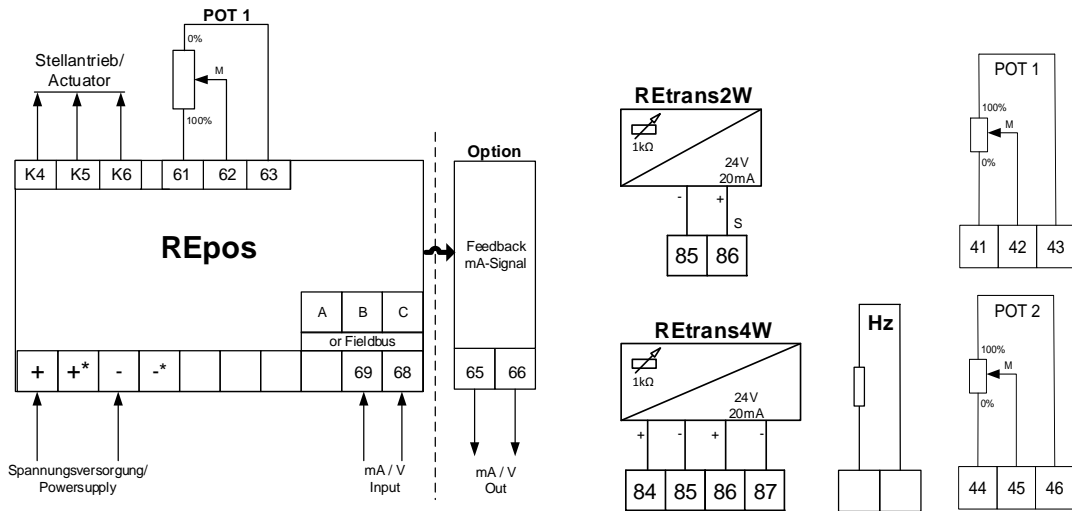 POT 1
0%
M
100%
Stellantrieb/
Actuator
K4 K5 K6 61 62 63
REpos
A B C
or Fieldbus
+ +* - -* 69 68
Spannungsversorgung/
Powersupply
mA / V
Input
Option
Feedback
mA-Signal
65 66
mA / V
Out
REtrans2W
1kΩ
24V
20mA
- +
S
85 86
REtrans4W
1kΩ
24V
20mA
+ - + -
84 85 86 87
Hz
POT 1
100%
M
0%
41 42 43
POT 2
100%
M
0%
44 45 46